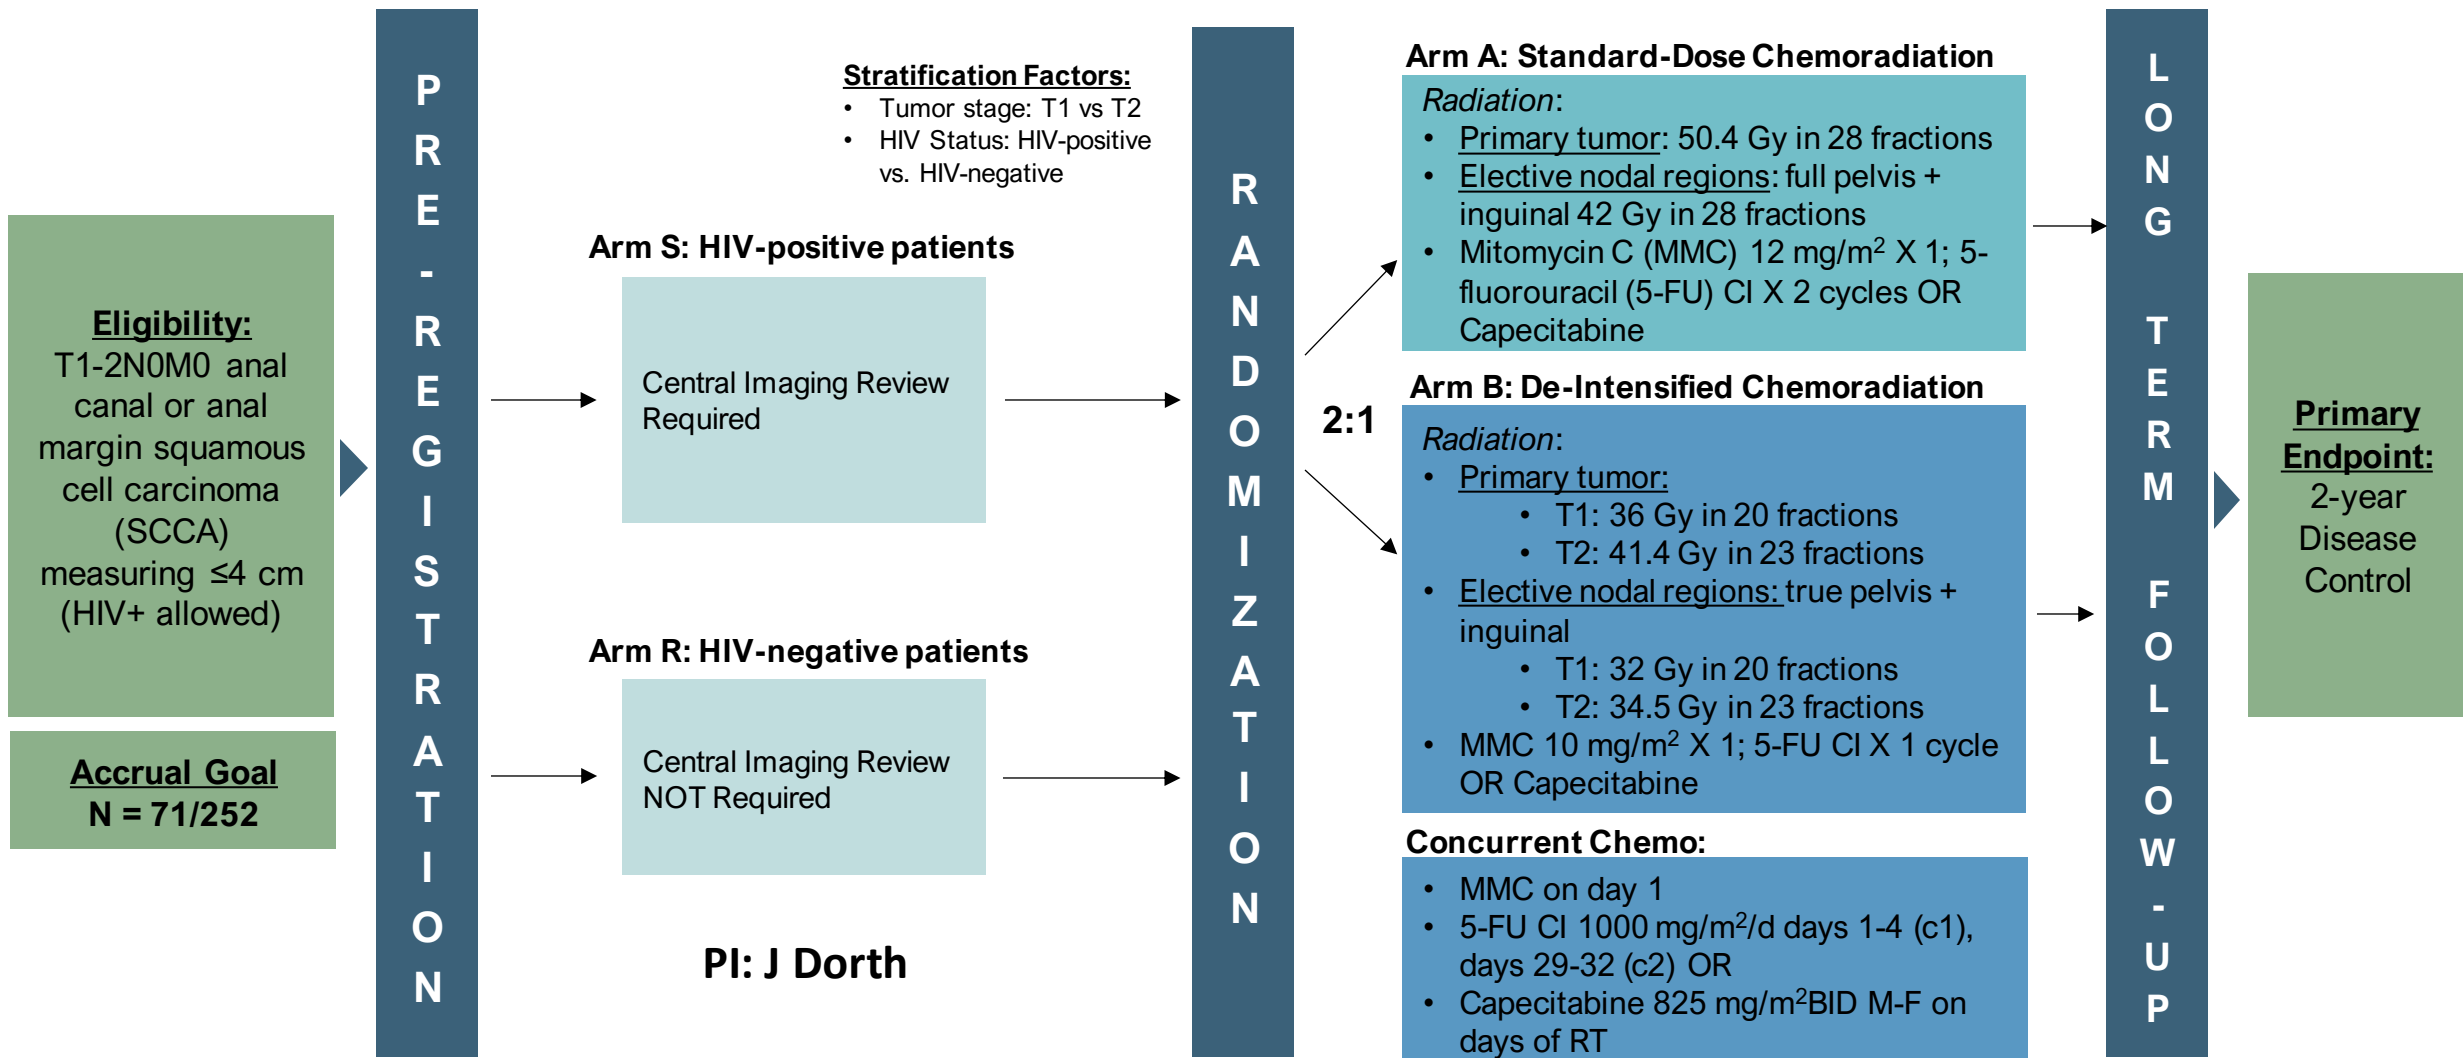 Eligibility:
T1-2N0M0 anal
canal or anal
margin squamous
cell carcinoma
(SCCA)
measuring ≤4 cm
(HIV+ allowed)
Accrual Goal
N = 71/252
PRE-REGISTRATION
Stratification Factors:
• Tumor stage: T1 vs T2
• HIV Status: HIV-positive
vs. HIV-negative
Arm S: HIV-positive patients
Central Imaging Review
Required
Arm R: HIV-negative patients
Central Imaging Review
NOT Required
PI: J Dorth
RANDOMIZATION
2:1
Arm A: Standard-Dose Chemoradiation
Radiation:
• Primary tumor: 50.4 Gy in 28 fractions
• Elective nodal regions: full pelvis +
inguinal 42 Gy in 28 fractions
• Mitomycin C (MMC) 12 mg/m² X 1; 5-
fluorouracil (5-FU) CI X 2 cycles OR
Capecitabine
Arm B: De-Intensified Chemoradiation
Radiation:
• Primary tumor:
• T1: 36 Gy in 20 fractions
• T2: 41.4 Gy in 23 fractions
• Elective nodal regions: true pelvis +
inguinal
• T1: 32 Gy in 20 fractions
• T2: 34.5 Gy in 23 fractions
• MMC 10 mg/m² X 1; 5-FU CI X 1 cycle
OR Capecitabine
Concurrent Chemo:
• MMC on day 1
• 5-FU CI 1000 mg/m²/d days 1-4 (c1),
days 29-32 (c2) OR
• Capecitabine 825 mg/m²BID M-F on
days of RT
LONG TERM FOLLOW-UP
Primary
Endpoint:
2-year
Disease
Control